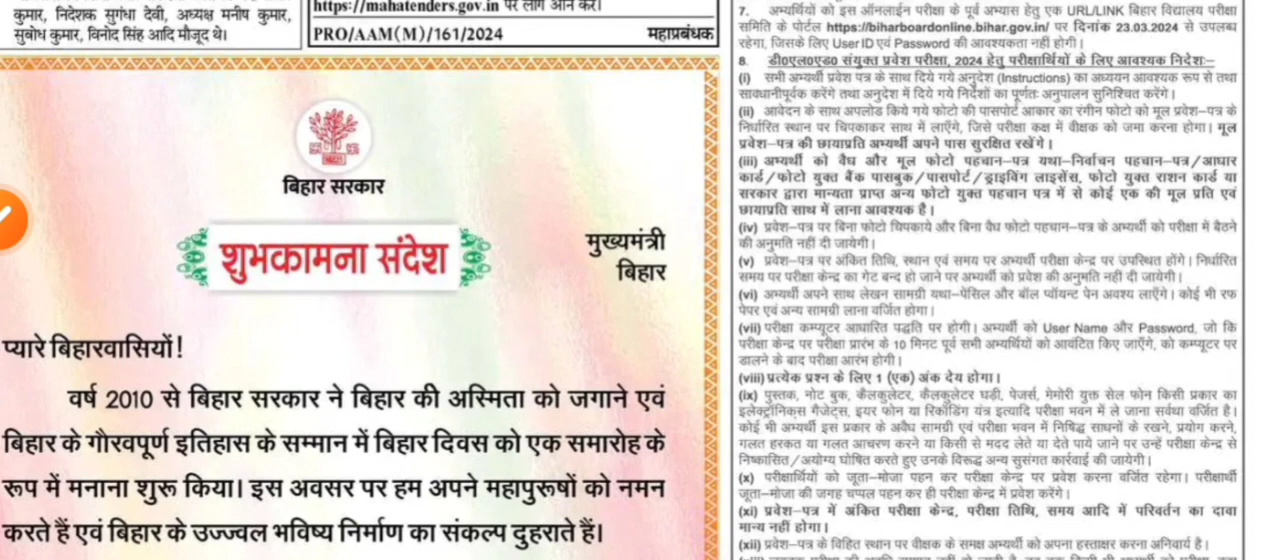 कुमार, निदेशक सुगंधा देवी, अध्यक्ष मनीष कुमार,
सुबोध कुमार, विनोद सिंह आदि मौजूद थे।
https://mahatenders.gov.in पर लॉग ऑन करें।
PRO/AAM(M)/161/2024 महाप्रबंधक
बिहार सरकार
शुभकामना संदेश
मुख्यमंत्री
बिहार
प्यारे बिहारवासियों!
वर्ष 2010 से बिहार सरकार ने बिहार की अस्मिता को जगाने एवं
बिहार के गौरवपूर्ण इतिहास के सम्मान में बिहार दिवस को एक समारोह के
रूप में मनाना शुरू किया। इस अवसर पर हम अपने महापुरूषों को नमन
करते हैं एवं बिहार के उज्ज्वल भविष्य निर्माण का संकल्प दुहराते हैं।
7. अभ्यर्थियों को इस ऑनलाईन परीक्षा के पूर्व अभ्यास हेतु एक URL/LINK बिहार विद्यालय परीक्षा
समिति के पोर्टल https://biharboardonline.bihar.gov.in/ पर दिनांक 23.03.2024 से उपलब्ध
रहेगा, जिसके लिए User ID एवं Password की आवश्यकता नहीं होगी।
8. डी०एल०एड० संयुक्त प्रवेश परीक्षा, 2024 हेतु परीक्षार्थियों के लिए आवश्यक निदेश:-
(i) सभी अभ्यर्थी प्रवेश पत्र के साथ दिये गये अनुदेश (Instructions) का अध्ययन आवश्यक रूप से तथा
सावधानीपूर्वक करेंगे तथा अनुदेश में दिये गये निर्देशों का पूर्णतः अनुपालन सुनिश्चित करेंगे।
(ii) आवेदन के साथ अपलोड किये गये फोटो की पासपोर्ट आकार का रंगीन फोटो को मूल प्रवेश-पत्र के
निर्धारित स्थान पर चिपकाकर साथ में लाएँगे, जिसे परीक्षा कक्ष में वीक्षक को जमा करना होगा। मूल
प्रवेश-पत्र की छायाप्रति अभ्यर्थी अपने पास सुरक्षित रखेंगे।
(iii) अभ्यर्थी को वैध और मूल फोटो पहचान-पत्र यथा-निर्वाचन पहचान-पत्र/आधार
कार्ड/फोटो युक्त बैंक पासबुक/पासपोर्ट/ड्राइविंग लाइसेंस, फोटो युक्त राशन कार्ड या
सरकार द्वारा मान्यता प्राप्त अन्य फोटो युक्त पहचान पत्र में से कोई एक की मूल प्रति एवं
छायाप्रति साथ में लाना आवश्यक है।
(iv) प्रवेश-पत्र पर बिना फोटो चिपकाये और बिना वैध फोटो पहचान-पत्र के अभ्यर्थी को परीक्षा में बैठने
की अनुमति नहीं दी जायेगी।
(v) प्रवेश-पत्र पर अंकित तिथि, स्थान एवं समय पर अभ्यर्थी परीक्षा केन्द्र पर उपस्थित होंगे। निर्धारित
समय पर परीक्षा केन्द्र का गेट बन्द हो जाने पर अभ्यर्थी को प्रवेश की अनुमति नहीं दी जायेगी।
(vi) अभ्यर्थी अपने साथ लेखन सामग्री यथा-पेंसिल और बॉल प्वॉयन्ट पेन अवश्य लाएँगे। कोई भी रफ
पेपर एवं अन्य सामग्री लाना वर्जित होगा।
(vii) परीक्षा कम्प्यूटर आधारित पद्धति पर होगी। अभ्यर्थी को User Name और Password, जो कि
परीक्षा केन्द्र पर परीक्षा प्रारंभ के 10 मिनट पूर्व सभी अभ्यर्थियों को आवंटित किए जाएँगे, को कम्प्यूटर पर
डालने के बाद परीक्षा आरंभ होगी।
(viii) प्रत्येक प्रश्न के लिए 1 (एक) अंक देय होगा।
(ix) पुस्तक, नोट बुक, कैलकुलेटर, कैलकुलेटर घड़ी, पेजर्स, मेमोरी युक्त सेल फोन किसी प्रकार का
इलेक्ट्रॉनिक्स गैजेट्स, इयर फोन या रिकॉर्डिंग यंत्र इत्यादि परीक्षा भवन में ले जाना सर्वथा वर्जित है।
कोई भी अभ्यर्थी इस प्रकार के अवैध सामग्री एवं परीक्षा भवन में निषिद्ध साधनों के रखने, प्रयोग करने,
गलत हरकत या गलत आचरण करने या किसी से मदद लेते या देते पाये जाने पर उन्हें परीक्षा केन्द्र से
निष्कासित/अयोग्य घोषित करते हुए उनके विरूद्ध अन्य सुसंगत कार्रवाई की जायेगी।
(x) परीक्षार्थियों को जूता-मोजा पहन कर परीक्षा केन्द्र पर प्रवेश करना वर्जित रहेगा। परीक्षार्थी
जूता-मोजा की जगह चप्पल पहन कर ही परीक्षा केन्द्र में प्रवेश करेंगे।
(xi) प्रवेश-पत्र में अंकित परीक्षा केन्द्र, परीक्षा तिथि, समय आदि में परिवर्तन का दावा
मान्य नहीं होगा।
(xii) प्रवेश-पत्र के विहित स्थान पर वीक्षक के समक्ष अभ्यर्थी को अपना हस्ताक्षर करना अनिवार्य है।